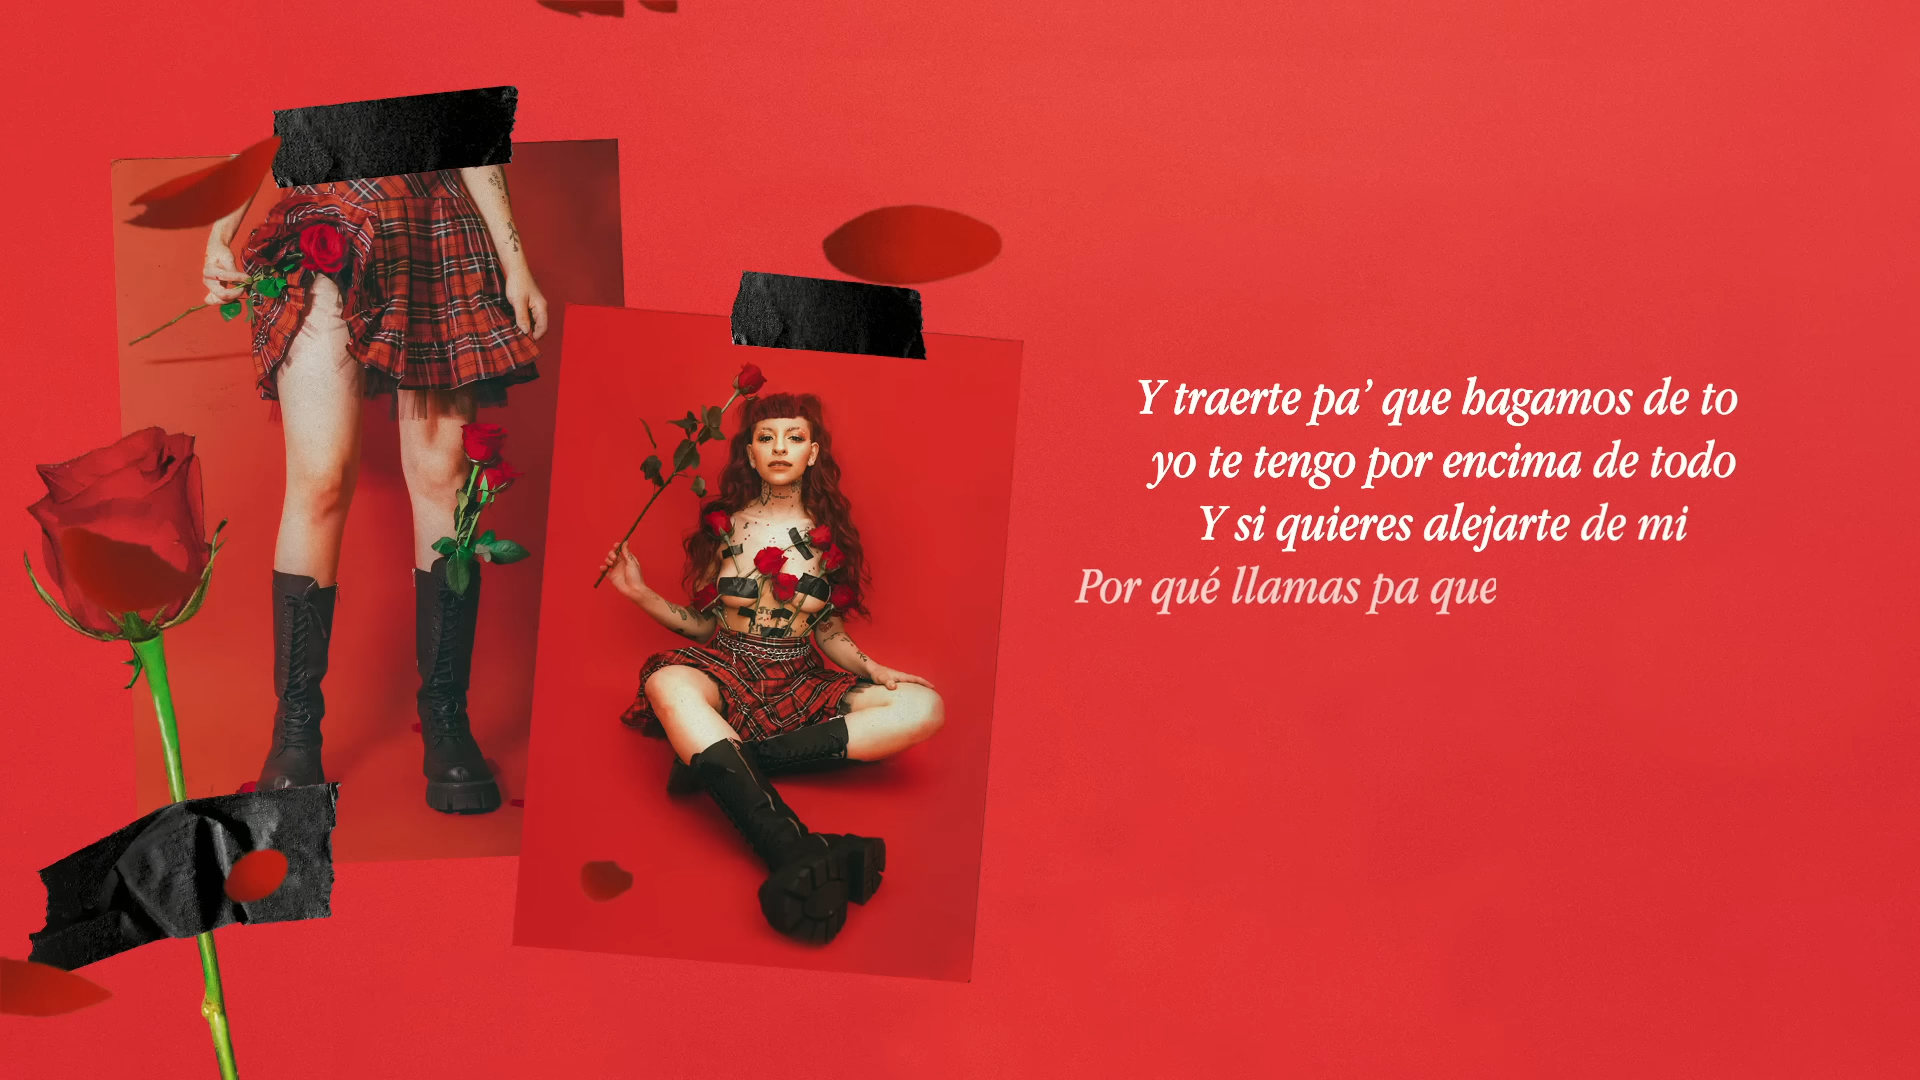 Y traerte pa’ que hagamos de to
yo te tengo por encima de todo
Y si quieres alejarte de mi
Por qué llamas pa que